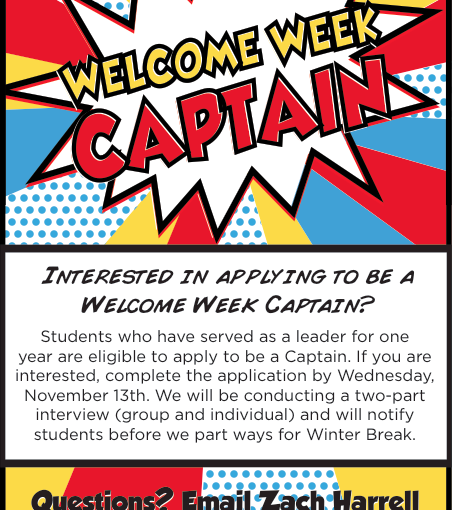 WELCOME WEEK
CAPTAIN
INTERESTED IN APPLYING TO BE A
WELCOME WEEK CAPTAIN?
Students who have served as a leader for one
year are eligible to apply to be a Captain. If you are
interested, complete the application by Wednesday,
November 13th. We will be conducting a two-part
interview (group and individual) and will notify
students before we part ways for Winter Break.
Questions? Email Zach Harrell